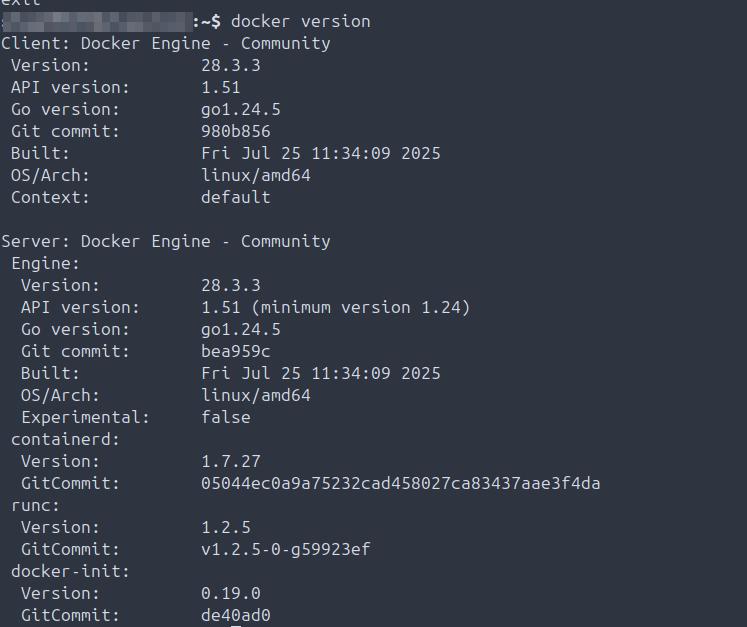 exit
:~$ docker version
Client: Docker Engine - Community
Version: 28.3.3
API version: 1.51
Go version: go1.24.5
Git commit: 980b856
Built: Fri Jul 25 11:34:09 2025
OS/Arch: linux/amd64
Context: default
Server: Docker Engine - Community
Engine:
Version: 28.3.3
API version: 1.51 (minimum version 1.24)
Go version: go1.24.5
Git commit: bea959c
Built: Fri Jul 25 11:34:09 2025
OS/Arch: linux/amd64
Experimental: false
containerd:
Version: 1.7.27
GitCommit: 05044ec0a9a75232cad458027ca83437aae3f4da
runc:
Version: 1.2.5
GitCommit: v1.2.5-0-g59923ef
docker-init:
Version: 0.19.0
GitCommit: de40ad0